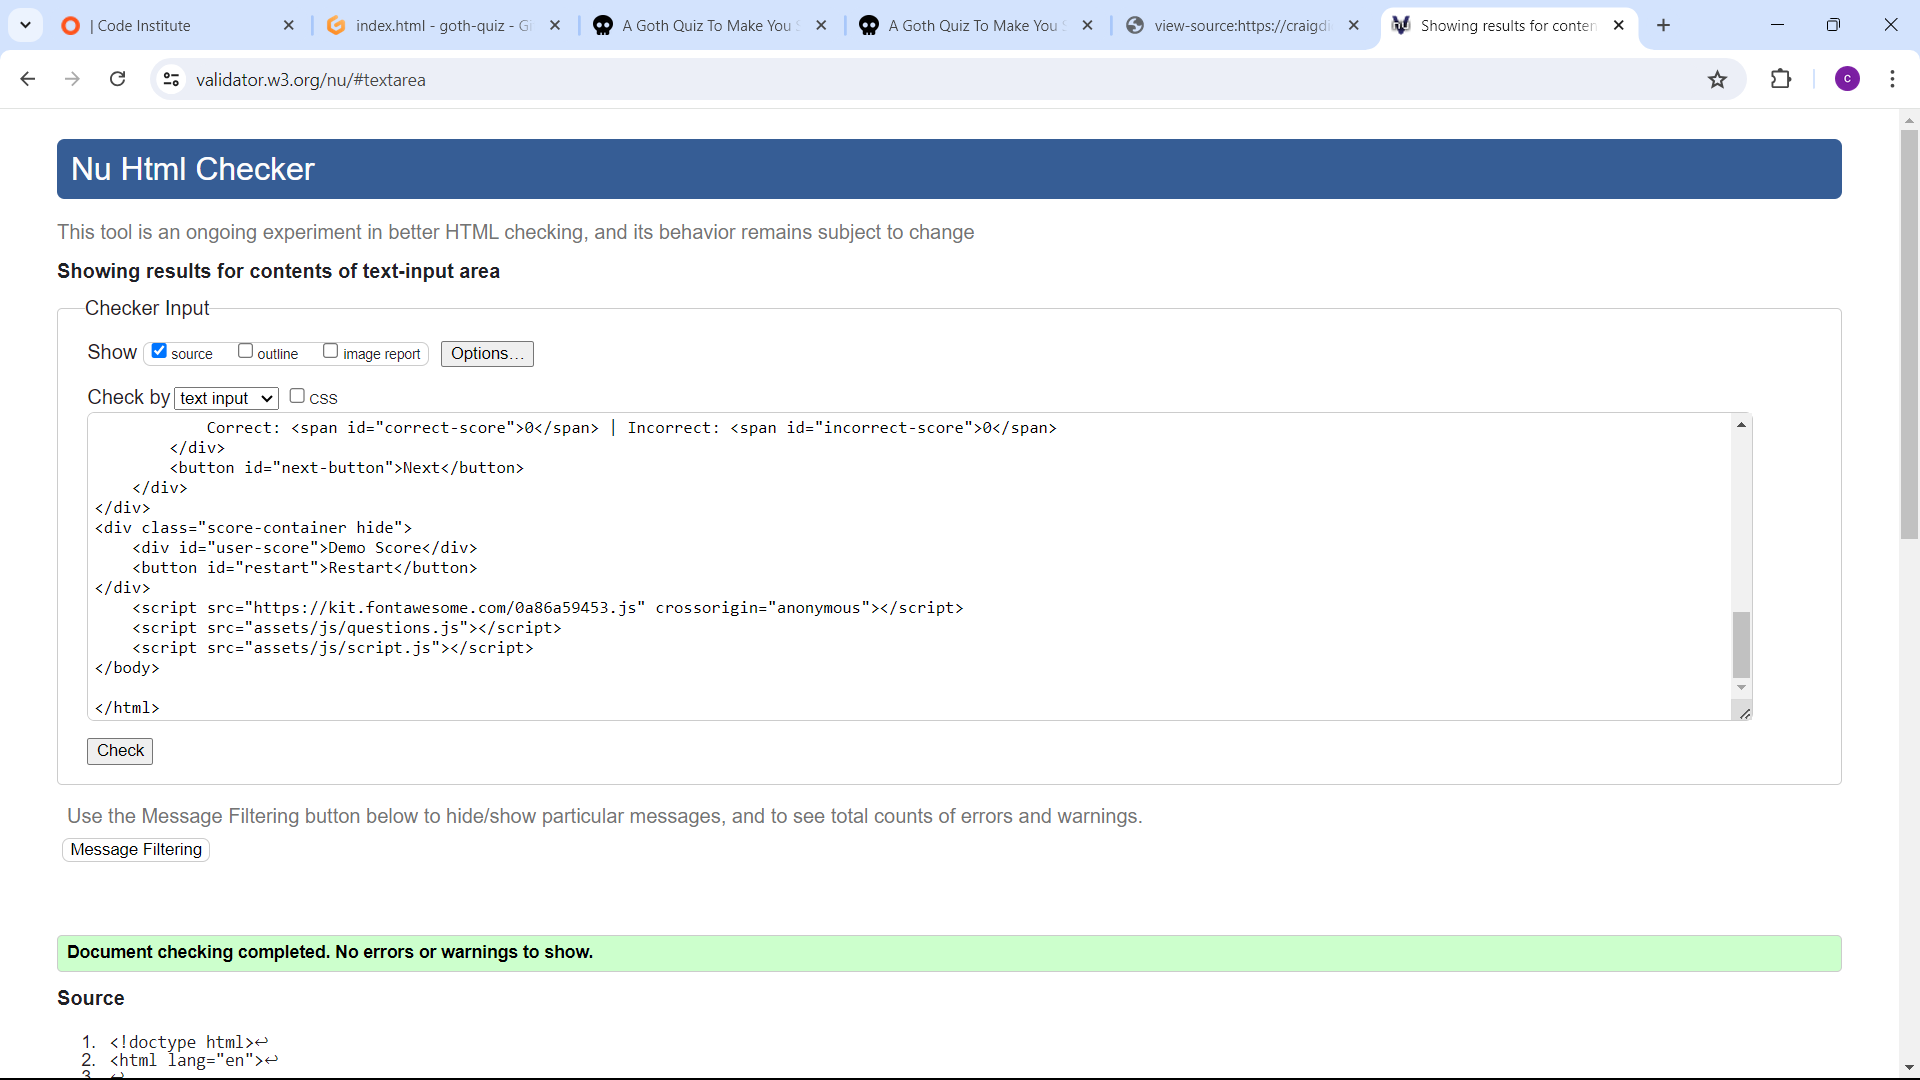 | Code Institute
index.html - goth-quiz - Gi
A Goth Quiz To Make You S
A Goth Quiz To Make You S
view-source:https://craigdi
Showing results for conten
validator.w3.org/nu/#textarea
C
Nu Html Checker
This tool is an ongoing experiment in better HTML checking, and its behavior remains subject to change
Showing results for contents of text-input area
Checker Input
Show source outline image report Options...
Check by text input CSS
Correct: <span id="correct-score">0</span> | Incorrect: <span id="incorrect-score">0</span>
</div>
<button id="next-button">Next</button>
</div>
</div>
<div class="score-container hide">
<div id="user-score">Demo Score</div>
<button id="restart">Restart</button>
</div>
<script src="https://kit.fontawesome.com/0a86a59453.js" crossorigin="anonymous"></script>
<script src="assets/js/questions.js"></script>
<script src="assets/js/script.js"></script>
</body>
</html>
Check
Use the Message Filtering button below to hide/show particular messages, and to see total counts of errors and warnings.
Message Filtering
Document checking completed. No errors or warnings to show.
Source
1. <!doctype html>↩
2. <html lang="en">↩
3. ↩